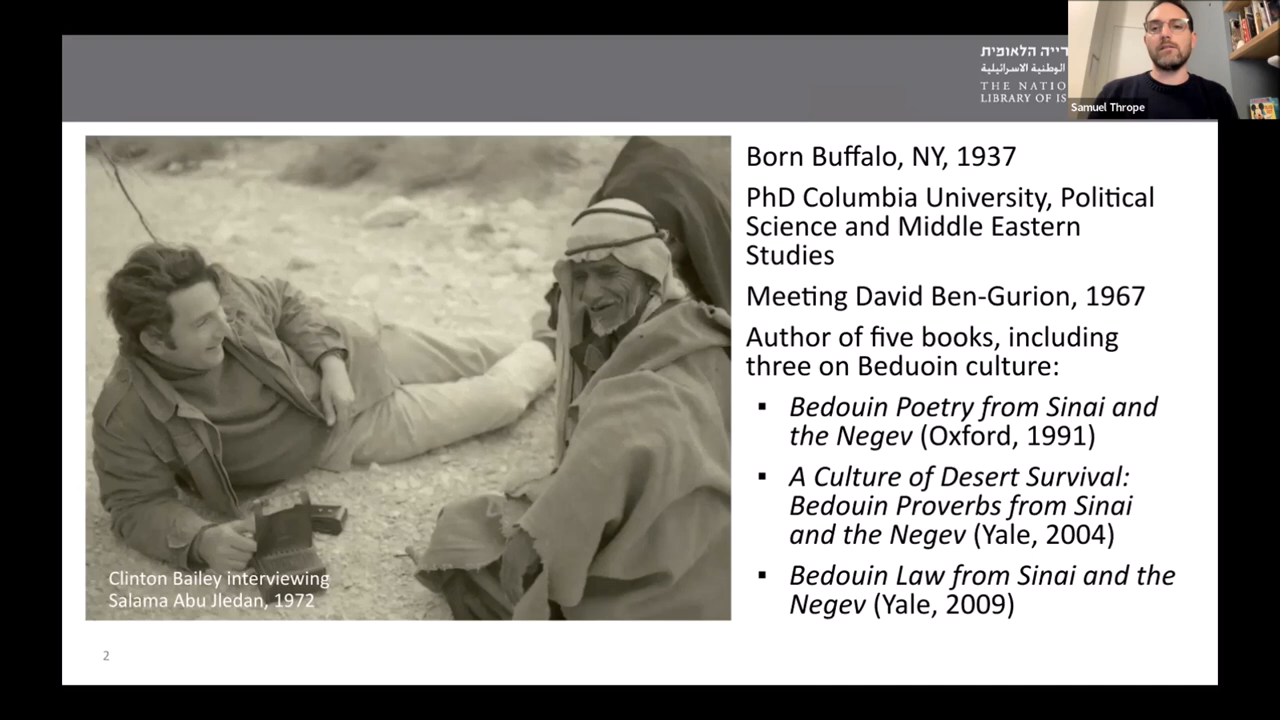 רייה הלאומית
الوطنية الاسرائيلية
THE NATIO
LIBRARY OF IS
Samuel Thrope
Born Buffalo, NY, 1937
PhD Columbia University, Political
Science and Middle Eastern
Studies
Meeting David Ben-Gurion, 1967
Author of five books, including
three on Beduoin culture:
▪ Bedouin Poetry from Sinai and
the Negev (Oxford, 1991)
▪ A Culture of Desert Survival:
Bedouin Proverbs from Sinai
and the Negev (Yale, 2004)
▪ Bedouin Law from Sinai and the
Negev (Yale, 2009)
Clinton Bailey interviewing
Salama Abu Jledan, 1972
2